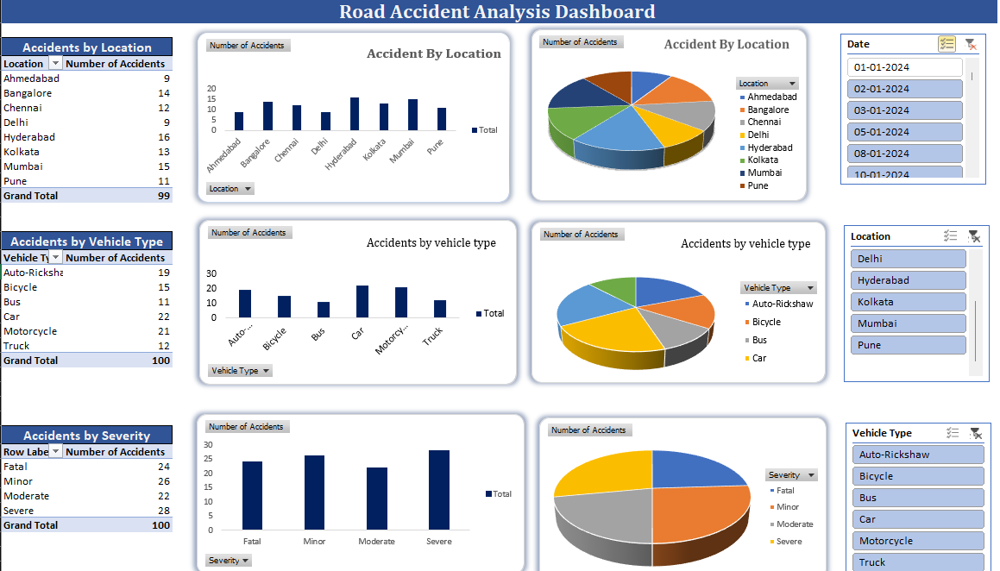 Road Accident Analysis Dashboard
Accidents by Location
Location Number of Accidents
Ahmedabad 9
Bangalore 14
Chennai 12
Delhi 9
Hyderabad 16
Kolkata 13
Mumbai 15
Pune 11
Grand Total 99
Number of Accidents
Accident By Location
20
15
10
5
0
Ahmedabad Bangalore Chennai Delhi Hyderabad Kolkata Mumbai Pune
Total
Location
Number of Accidents
Accident By Location
Location
Ahmedabad
Bangalore
Chennai
Delhi
Hyderabad
Kolkata
Mumbai
Pune
Date
01-01-2024
02-01-2024
03-01-2024
05-01-2024
08-01-2024
10-01-2024
Accidents by Vehicle Type
Vehicle Ty Number of Accidents
Auto-Ricksha 19
Bicycle 15
Bus 11
Car 22
Motorcycle 21
Truck 12
Grand Total 100
Number of Accidents
Accidents by vehicle type
30
20
10
0
Auto-... Bicycle Bus Car Motorcy... Truck
Total
Vehicle Type
Number of Accidents
Accidents by vehicle type
Vehicle Type
Auto-Rickshaw
Bicycle
Bus
Car
Location
Delhi
Hyderabad
Kolkata
Mumbai
Pune
Accidents by Severity
Row Labe Number of Accidents
Fatal 24
Minor 26
Moderate 22
Severe 28
Grand Total 100
Number of Accidents
30
25
20
15
10
5
0
Fatal Minor Moderate Severe
Total
Severity
Number of Accidents
Severity
Fatal
Minor
Moderate
Severe
Vehicle Type
Auto-Rickshaw
Bicycle
Bus
Car
Motorcycle
Truck